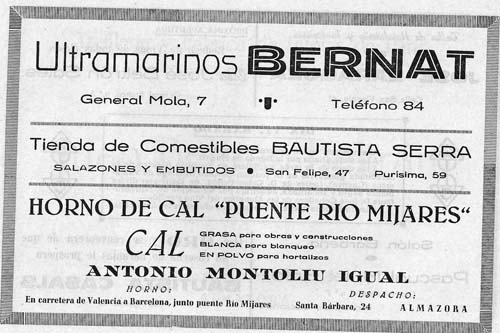 Ultramarinos BERNAT
General Mola, 7 Teléfono 84
Tienda de Comestibles BAUTISTA SERRA
SALAZONES Y EMBUTIDOS • San Felipe, 47 Purísima, 59
HORNO DE CAL "PUENTE RIO MIJARES"
CAL
GRASA para obras y construcciones
BLANCA para blanqueo
EN POLVO para hortalizos
ANTONIO MONTOLIU IGUAL
HORNO: DESPACHO:
En carretera de Valencia a Barcelona, junto puente Río Mijares Santa Bárbara, 24 ALMAZORA